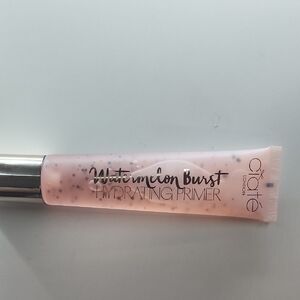 Watermelon Burst
HYDRATING PRIMER
ciaté
LONDON